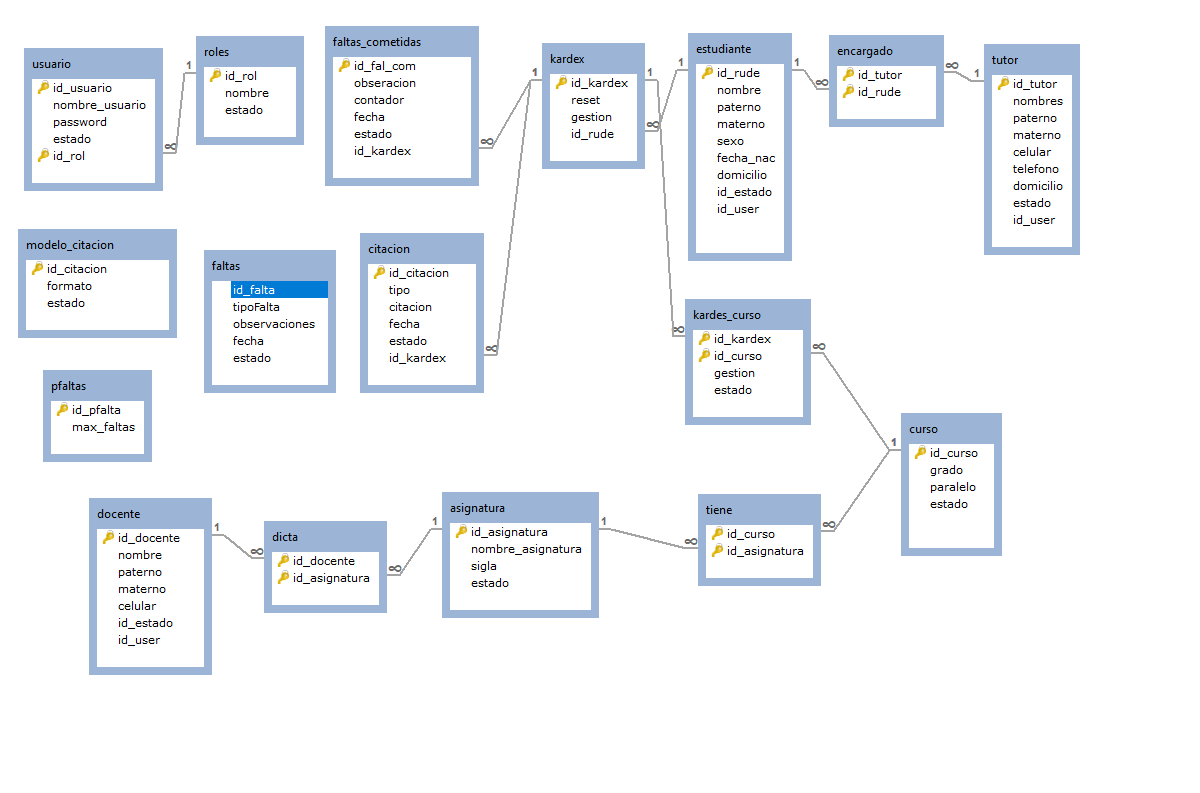 usuario
id_usuario
nombre_usuario
password
estado
id_rol
roles
id_rol
nombre
estado
faltas_cometidas
id_fal_com
obseracion
contador
fecha
estado
id_kardex
kardex
id_kardex
reset
gestion
id_rude
estudiante
id_rude
nombre
paterno
materno
sexo
fecha_nac
domicilio
id_estado
id_user
encargado
id_tutor
id_rude
tutor
id_tutor
nombres
paterno
materno
celular
telefono
domicilio
estado
id_user
1
∞
∞
1
1
∞
1
∞
∞
1
modelo_citacion
id_citacion
formato
estado
faltas
id_falta
tipoFalta
observaciones
fecha
estado
citacion
id_citacion
tipo
citacion
fecha
estado
id_kardex
∞
kardes_curso
id_kardex
id_curso
gestion
estado
∞
∞
pfaltas
id_pfalta
max_faltas
curso
id_curso
grado
paralelo
estado
1
docente
id_docente
nombre
paterno
materno
celular
id_estado
id_user
1
∞
dicta
id_docente
id_asignatura
∞
1
asignatura
id_asignatura
nombre_asignatura
sigla
estado
1
∞
tiene
id_curso
id_asignatura
∞